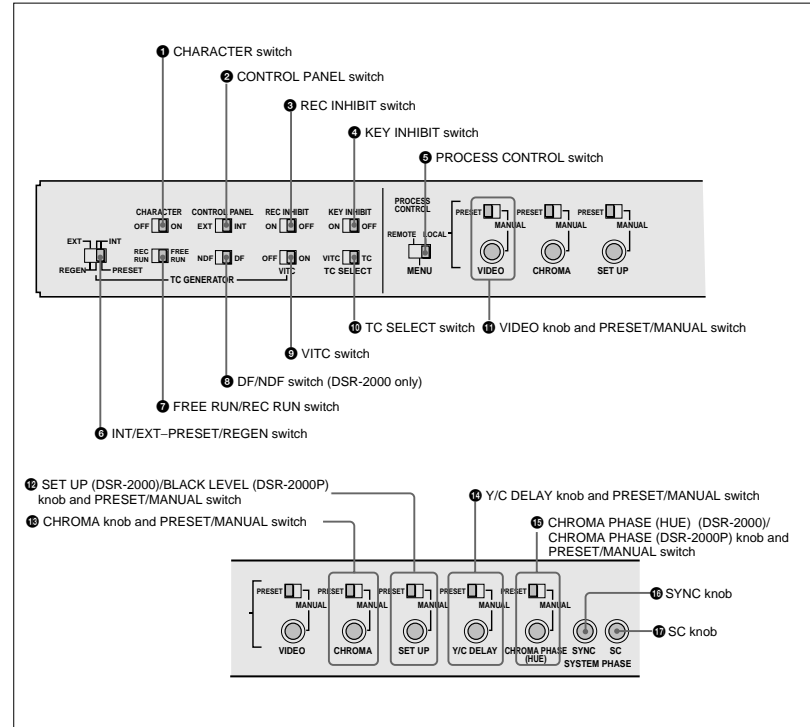 ❶ CHARACTER switch
❷ CONTROL PANEL switch
❸ REC INHIBIT switch
❹ KEY INHIBIT switch
❺ PROCESS CONTROL switch
CHARACTER
OFF ON
CONTROL PANEL
EXT INT
REC INHIBIT
ON OFF
KEY INHIBIT
ON OFF
PROCESS
CONTROL
REMOTE LOCAL
MENU
PRESET
MANUAL
VIDEO
PRESET
MANUAL
CHROMA
PRESET
MANUAL
SET UP
EXT INT
REGEN PRESET
REC
RUN
FREE
RUN
NDF DF
OFF ON
VITC
VITC TC
TC SELECT
TC GENERATOR
❿ TC SELECT switch
⓫ VIDEO knob and PRESET/MANUAL switch
❾ VITC switch
❽ DF/NDF switch (DSR-2000 only)
❼ FREE RUN/REC RUN switch
❻ INT/EXT–PRESET/REGEN switch
⓬ SET UP (DSR-2000)/BLACK LEVEL (DSR-2000P)
knob and PRESET/MANUAL switch
⓭ CHROMA knob and PRESET/MANUAL switch
⓮ Y/C DELAY knob and PRESET/MANUAL switch
⓯ CHROMA PHASE (HUE) (DSR-2000)/
CHROMA PHASE (DSR-2000P) knob and
PRESET/MANUAL switch
⓰ SYNC knob
⓱ SC knob
PRESET
MANUAL
VIDEO
PRESET
MANUAL
CHROMA
PRESET
MANUAL
SET UP
PRESET
MANUAL
Y/C DELAY
PRESET
MANUAL
CHROMA PHASE
(HUE)
SYNC SC
SYSTEM PHASE